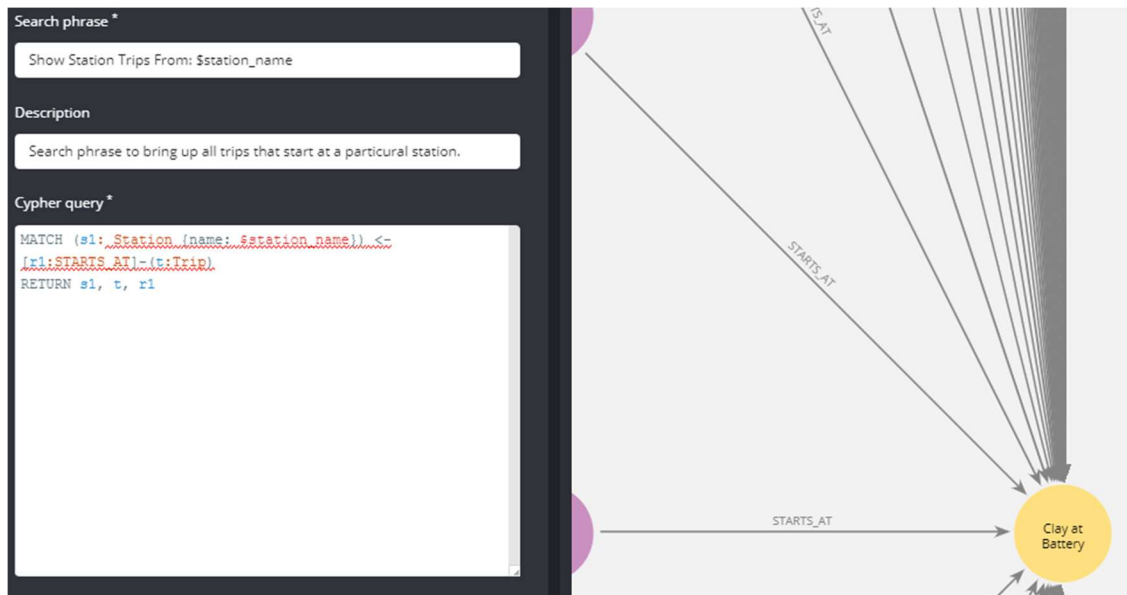 Search phrase *
Show Station Trips From: $station_name
Description
Search phrase to bring up all trips that start at a particural station.
Cypher query *
MATCH (s1: Station {name: $station_name}) <-
[r1:STARTS_AT]-(t:Trip)
RETURN s1, t, r1
TS_AT
STARTS_AT
STARTS_AT
Clay at
Battery